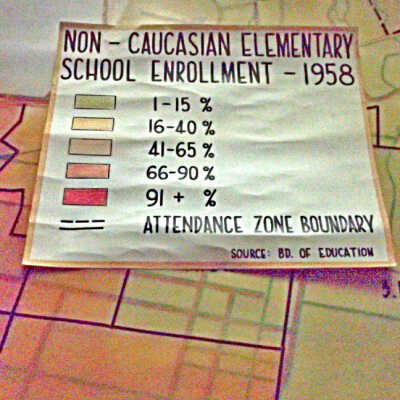 NON - CAUCASIAN ELEMENTARY
SCHOOL ENROLLMENT - 1958
1-15 %
16-40 %
41-65 %
66-90 %
91 + %
ATTENDANCE ZONE BOUNDARY
SOURCE: BD. OF EDUCATION